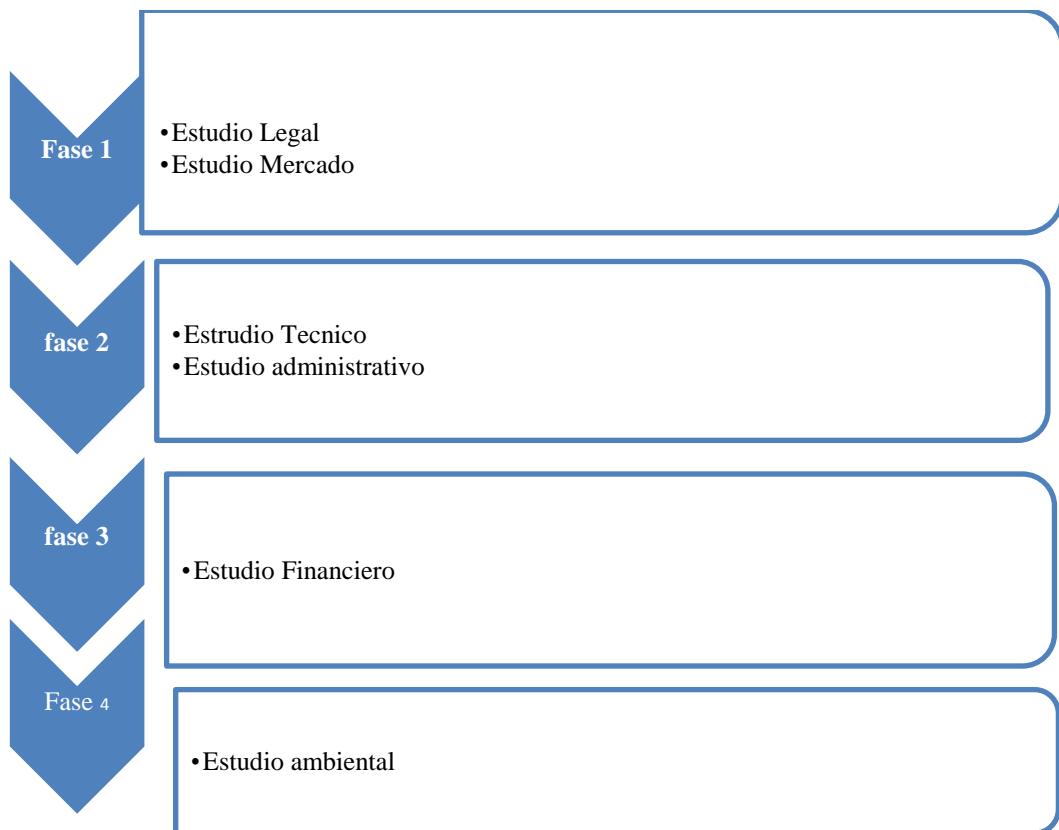 Fase 1
•Estudio Legal
•Estudio Mercado
fase 2
•Estrudio Tecnico
•Estudio administrativo
fase 3
•Estudio Financiero
Fase 4
•Estudio ambiental